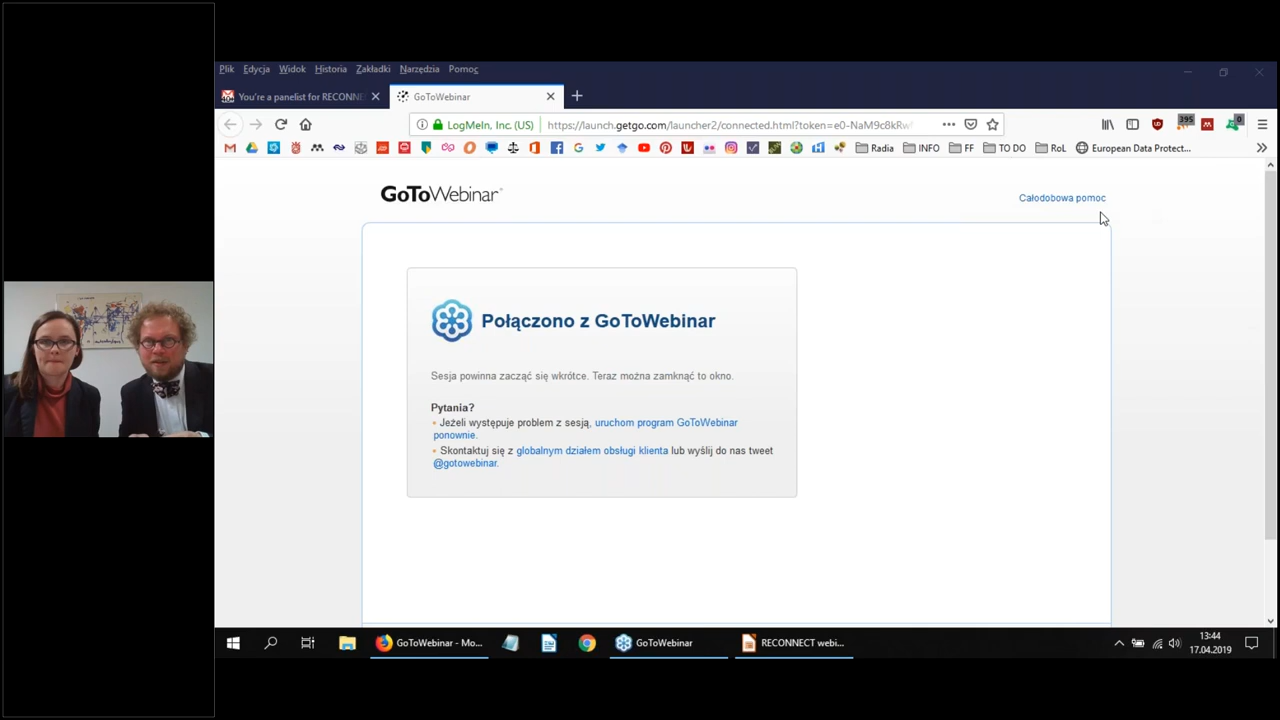 Plik Edycja Widok Historia Zakładki Narzędzia Pomoc
You're a panelist for RECONNE
GoToWebinar
LogMeIn, Inc. (US) https://launch.getgo.com/launcher2/connected.html?token=e0-NaM9c8kRw
395
0
Radia INFO FF TO DO RoL European Data Protect...
GoToWebinar
Całodobowa pomoc
Połączono z GoToWebinar
Sesja powinna zacząć się wkrótce. Teraz można zamknąć to okno.
Pytania?
Jeżeli występuje problem z sesją, uruchom program GoToWebinar
ponownie.
Skontaktuj się z globalnym działem obsługi klienta lub wyślij do nas tweet
@gotowebinar.
GoToWebinar - Mo...
GoToWebinar
RECONNECT webi...
13:44
17.04.2019